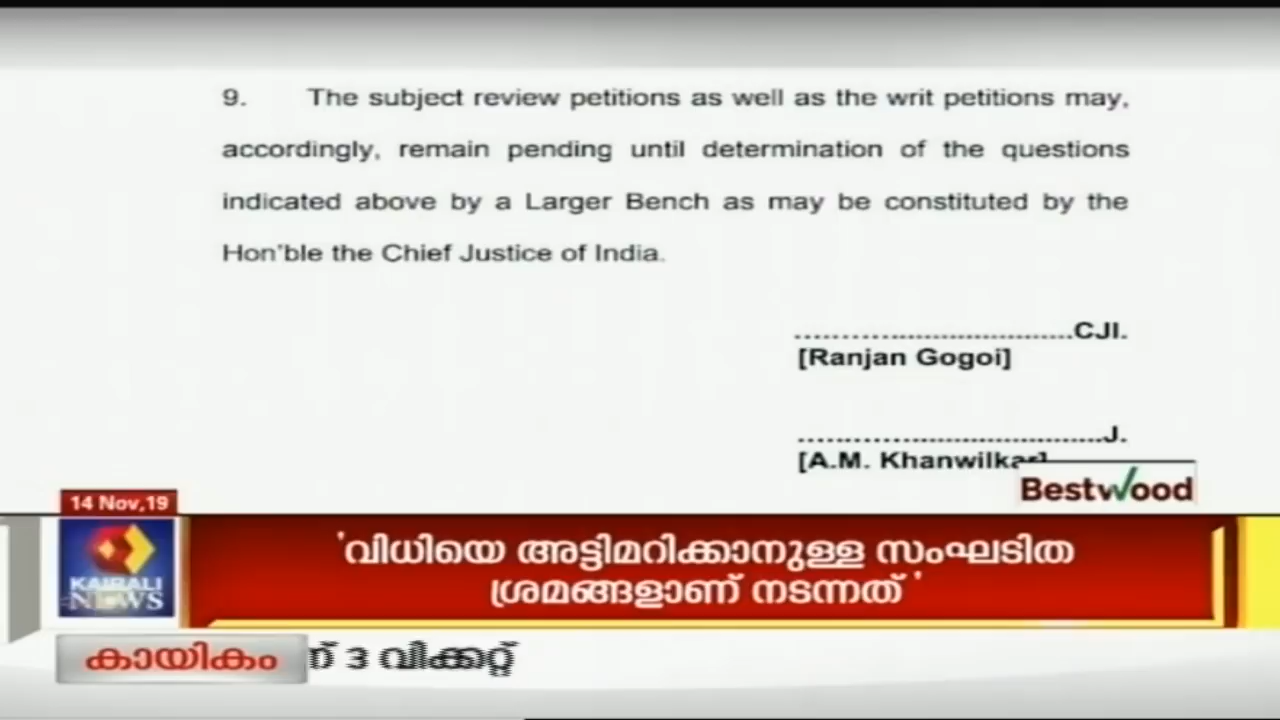 9. The subject review petitions as well as the writ petitions may,
accordingly, remain pending until determination of the questions
indicated above by a Larger Bench as may be constituted by the
Hon'ble the Chief Justice of India.
......................................CJI.
[Ranjan Gogoi]
......................................J.
[A.M. Khanwilkar]
Bestwood
14 Nov,19
KAIRALI
NEWS
'വിധിയെ അട്ടിമറിക്കാനുള്ള സംഘടിത
ശ്രമങ്ങളാണ് നടന്നത്'
കായികം ന് 3 വിക്കറ്റ്